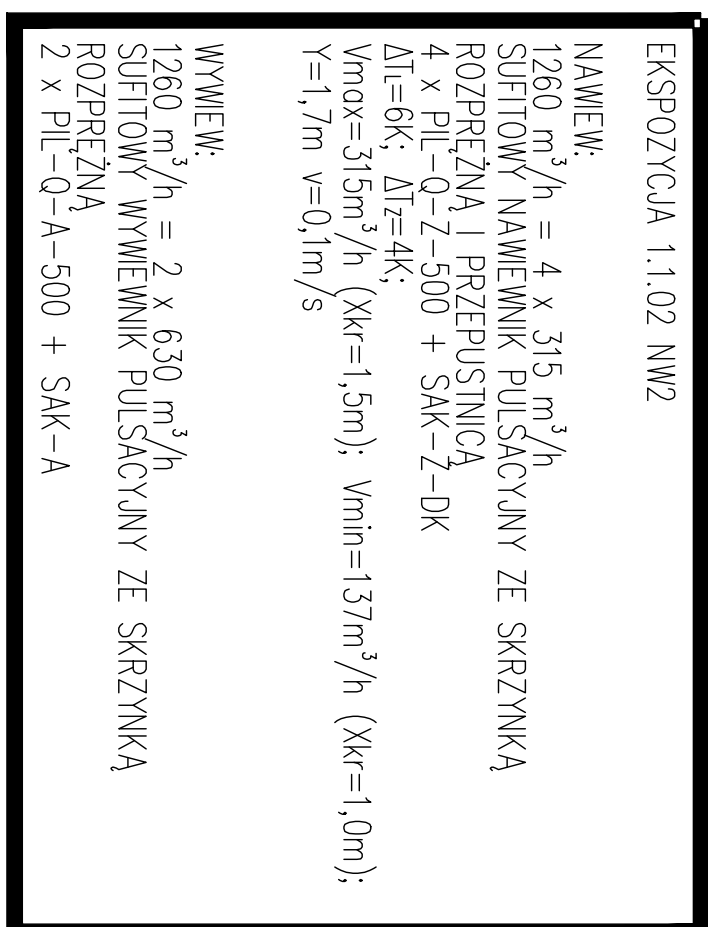 EKSPOZYCJA 1.1.02 NW2
NAWIEW:
1260 m³/h = 4 x 315 m³/h
SUFITOWY NAWIEWNIK PULSACYJNY ZE SKRZYNKĄ
ROZPRĘŻNĄ I PRZEPUSTNICĄ
4 x PIL-Q-Z-500 + SAK-Z-DK
ΔTL=6K; ΔTz=4K;
Vmax=315m³/h (Xkr=1,5m); Vmin=137m³/h (Xkr=1,0m);
Y=1,7m v=0,1m/s
WYWIEW:
1260 m³/h = 2 x 630 m³/h
SUFITOWY WYWIEWNIK PULSACYJNY ZE SKRZYNKĄ
ROZPRĘŻNĄ
2 x PIL-Q-A-500 + SAK-A